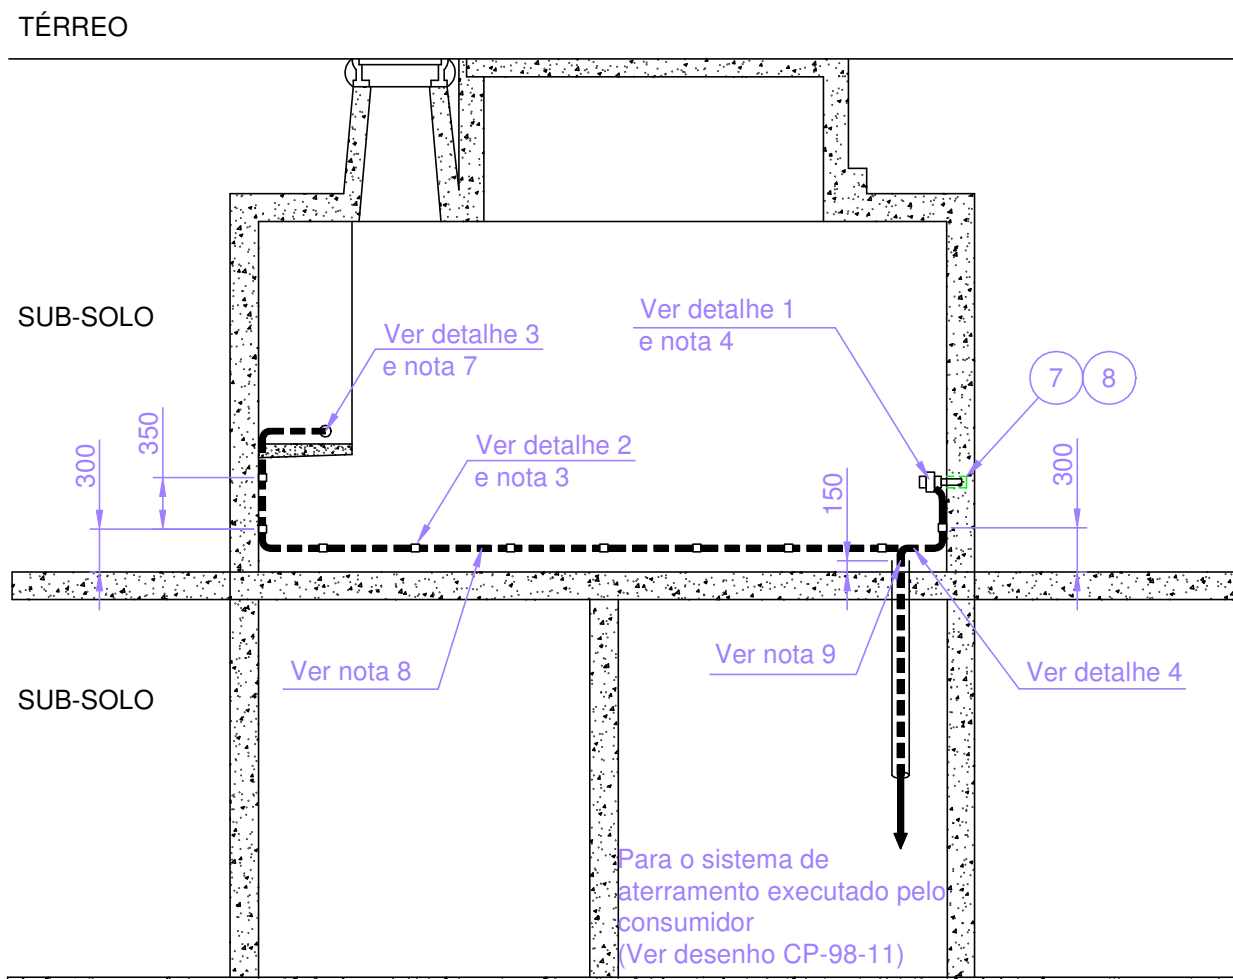 TÉRREO
SUB-SOLO
Ver detalhe 3
e nota 7
Ver detalhe 1
e nota 4
7
8
350
300
Ver detalhe 2
e nota 3
150
300
Ver nota 8
Ver nota 9
Ver detalhe 4
SUB-SOLO
Para o sistema de
aterramento executado pelo
consumidor
(Ver desenho CP-98-11)